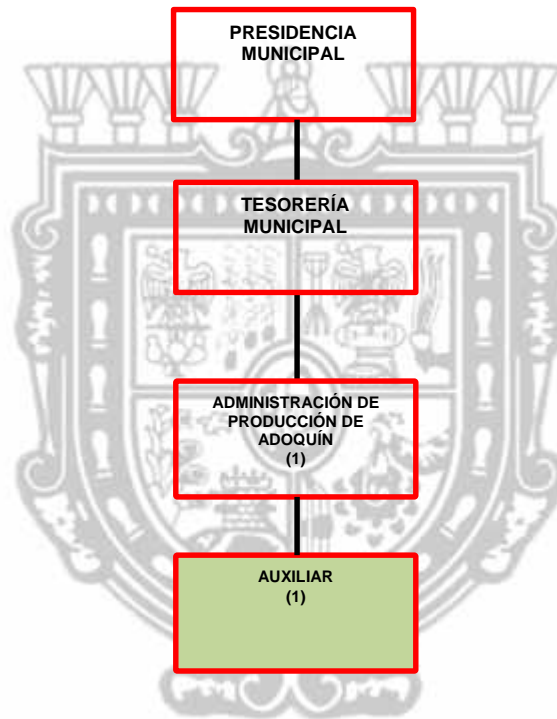 PRESIDENCIA
MUNICIPAL
TESORERÍA
MUNICIPAL
ADMINISTRACIÓN DE
PRODUCCIÓN DE
ADOQUÍN
(1)
AUXILIAR
(1)